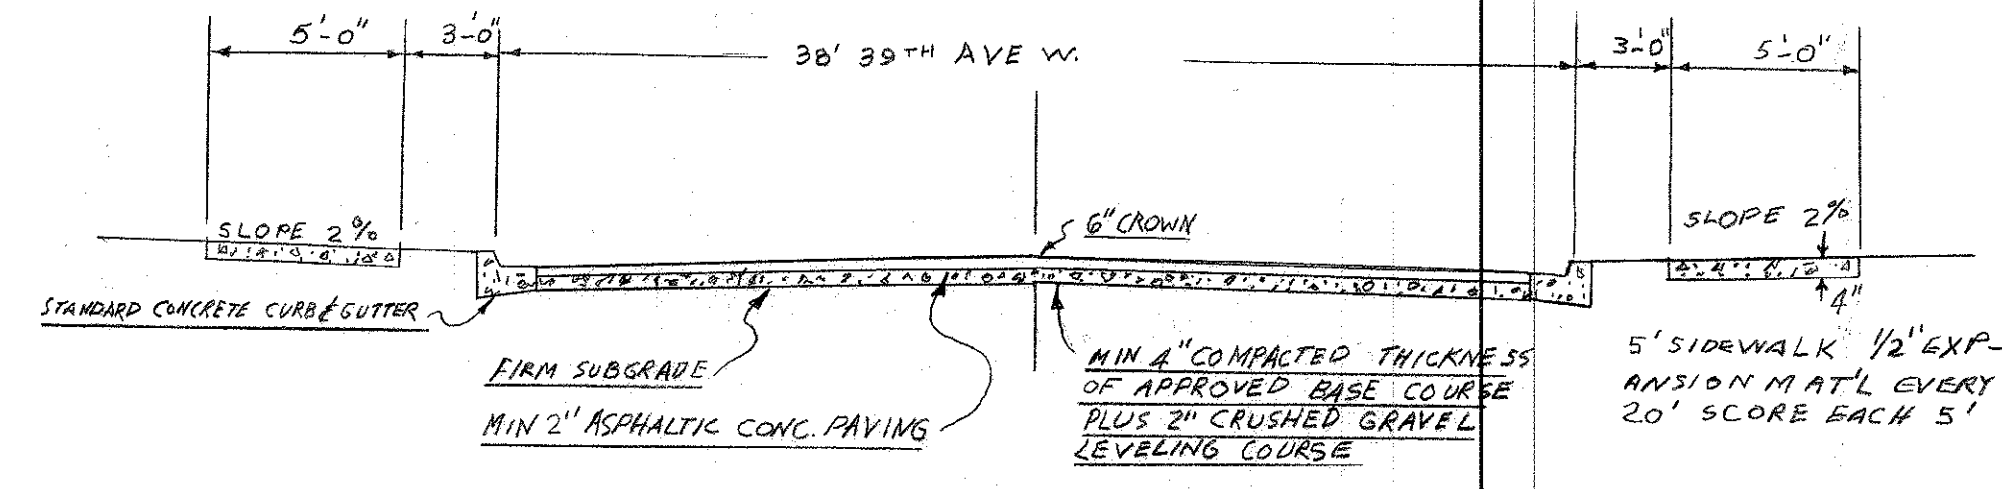 5'-0"
3'-0"
38' 39TH AVE W.
3'-0"
5'-0"
SLOPE 2%
6" CROWN
SLOPE 2%
4"
STANDARD CONCRETE CURB & GUTTER
FIRM SUBGRADE
MIN 2" ASPHALTIC CONC. PAVING
MIN 4" COMPACTED THICKNESS
OF APPROVED BASE COURSE
PLUS 2" CRUSHED GRAVEL
LEVELING COURSE
5' SIDEWALK 1/2" EXP-
ANSION MAT'L EVERY
20' SCORE EACH 5'